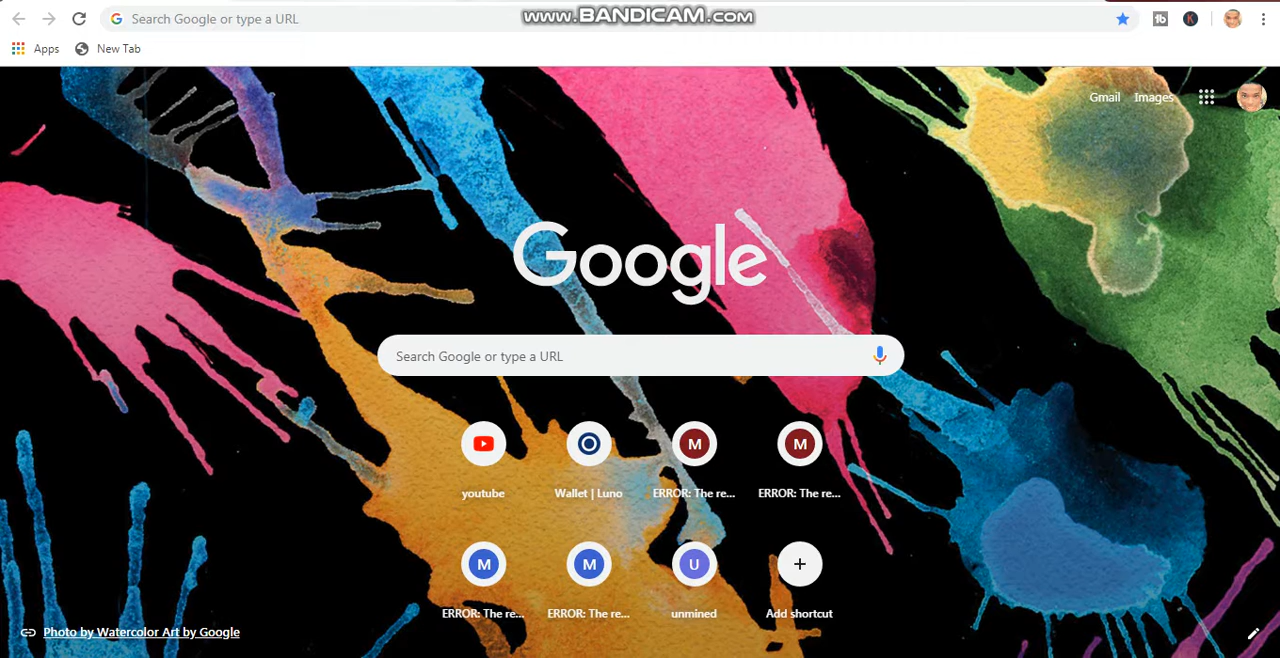 Search Google or type a URL
www.BANDICAM.com
Apps
New Tab
Gmail
Images
Google
Search Google or type a URL
youtube
Wallet | Luno
M
ERROR: The re...
M
ERROR: The re...
M
ERROR: The re...
M
ERROR: The re...
U
unmined
Add shortcut
Photo by Watercolor Art by Google